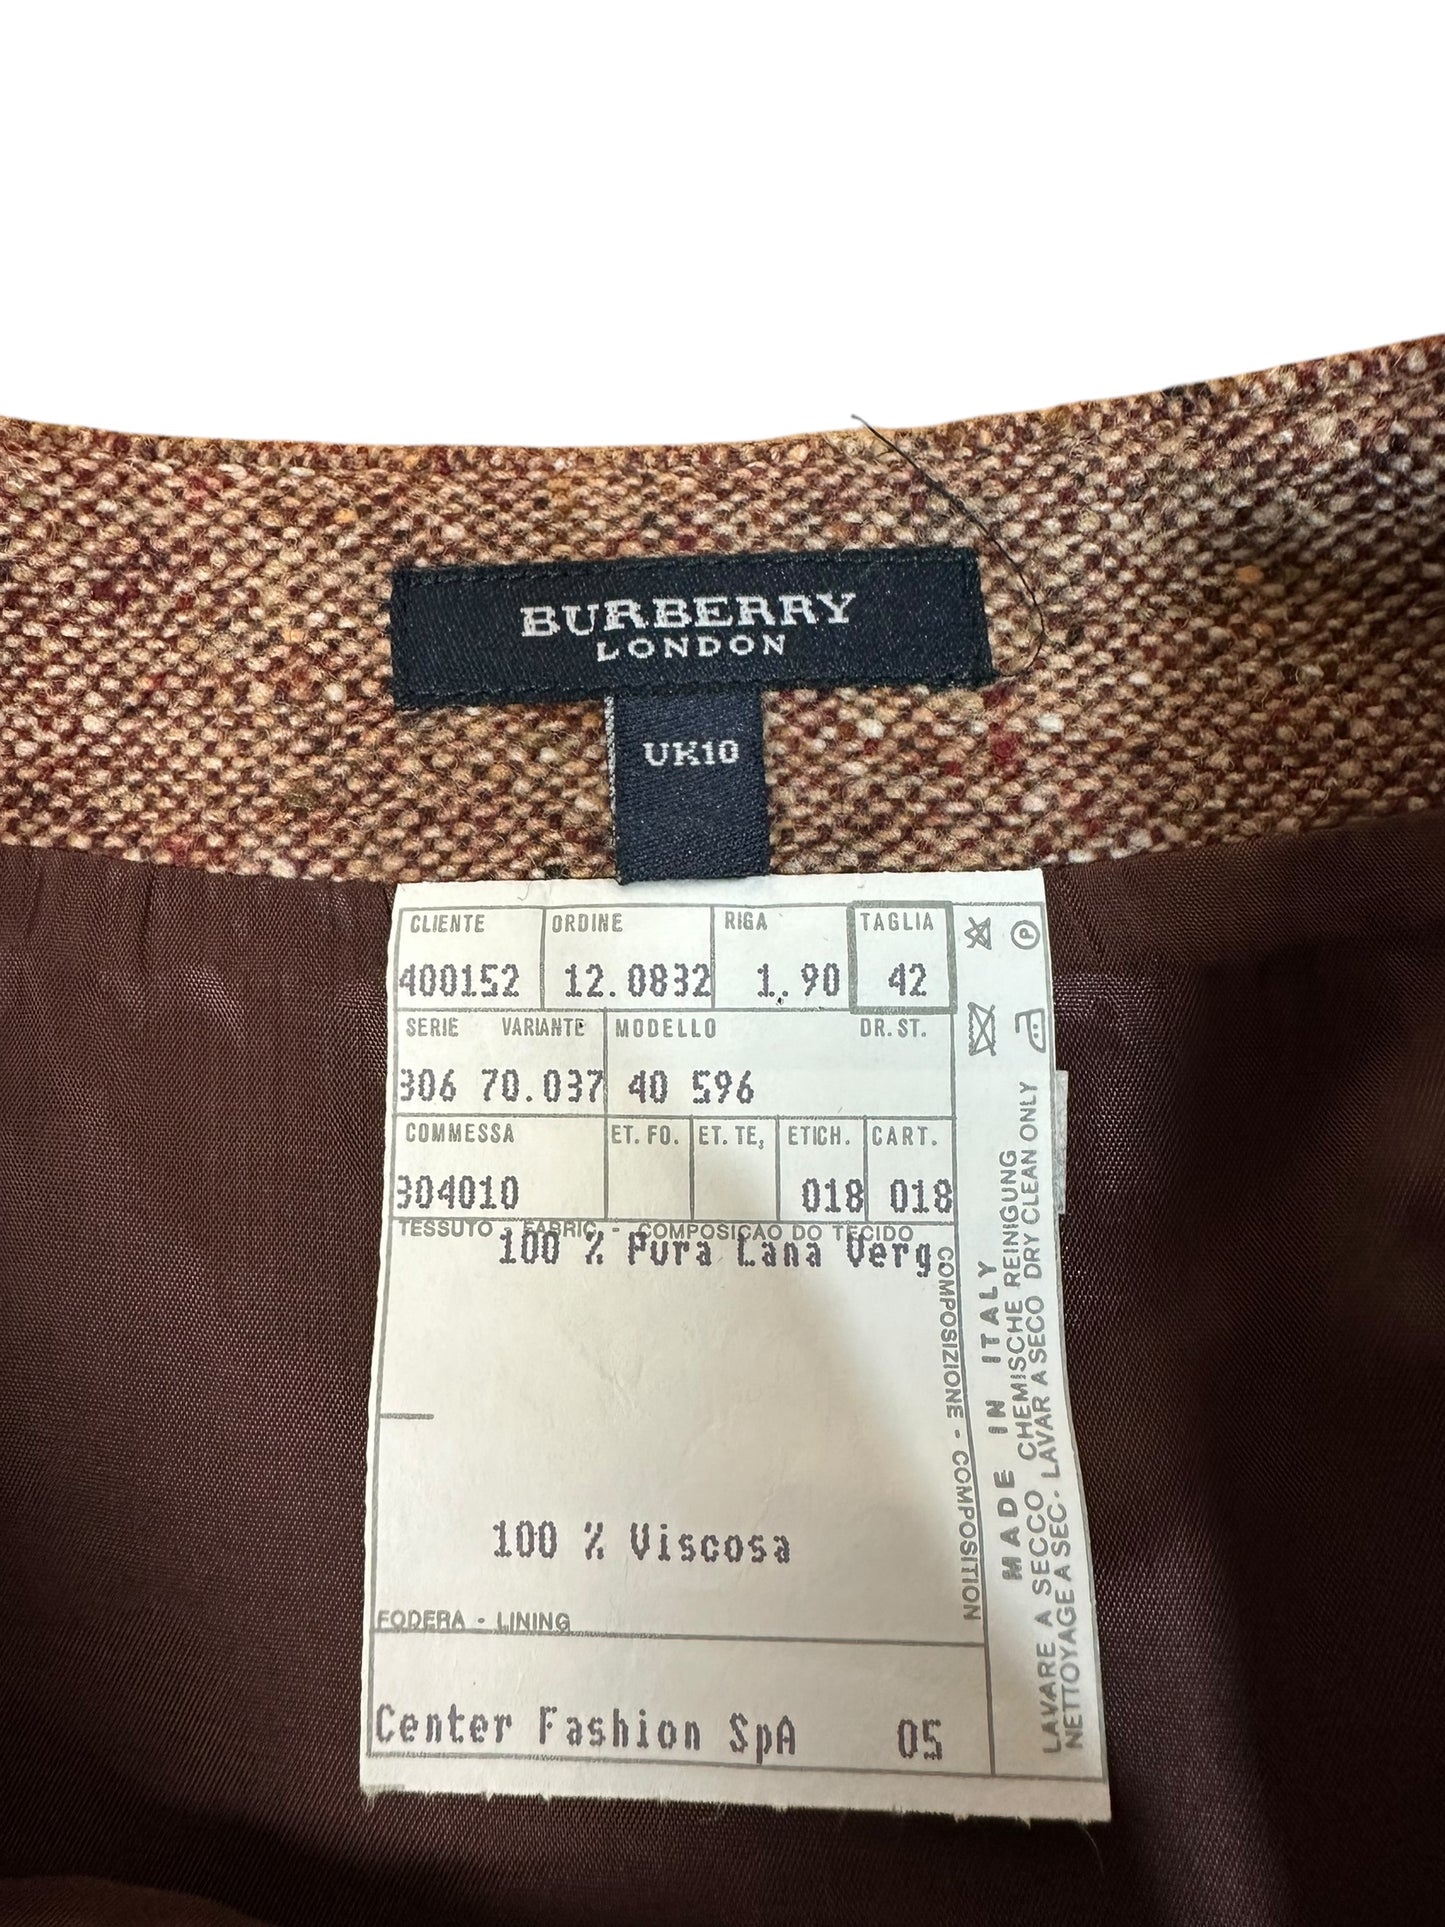 BURBERRY
LONDON
UK10
CLIENTE ORDINE RIGA TAGLIA
400152 12.0832 1.90 42
SERIE VARIANTE MODELLO DR.ST.
306 70.037 40 596
COMMESSA ET. FO. ET. TE, ETICH. CART.
304010 018 018
TESSUTO - FABRIC - COMPOSIÇAO DO TECIDO
100 % Pura Lana Verg
100 % Viscosa
FODERA - LINING
Center Fashion SpA 05
COMPOSIZIONE - COMPOSITION
MADE IN ITALY
LAVARE A SECCO CHEMISCHE REINIGUNG
NETTOYAGE A SEC. LAVAR A SECO DRY CLEAN ONLY
P